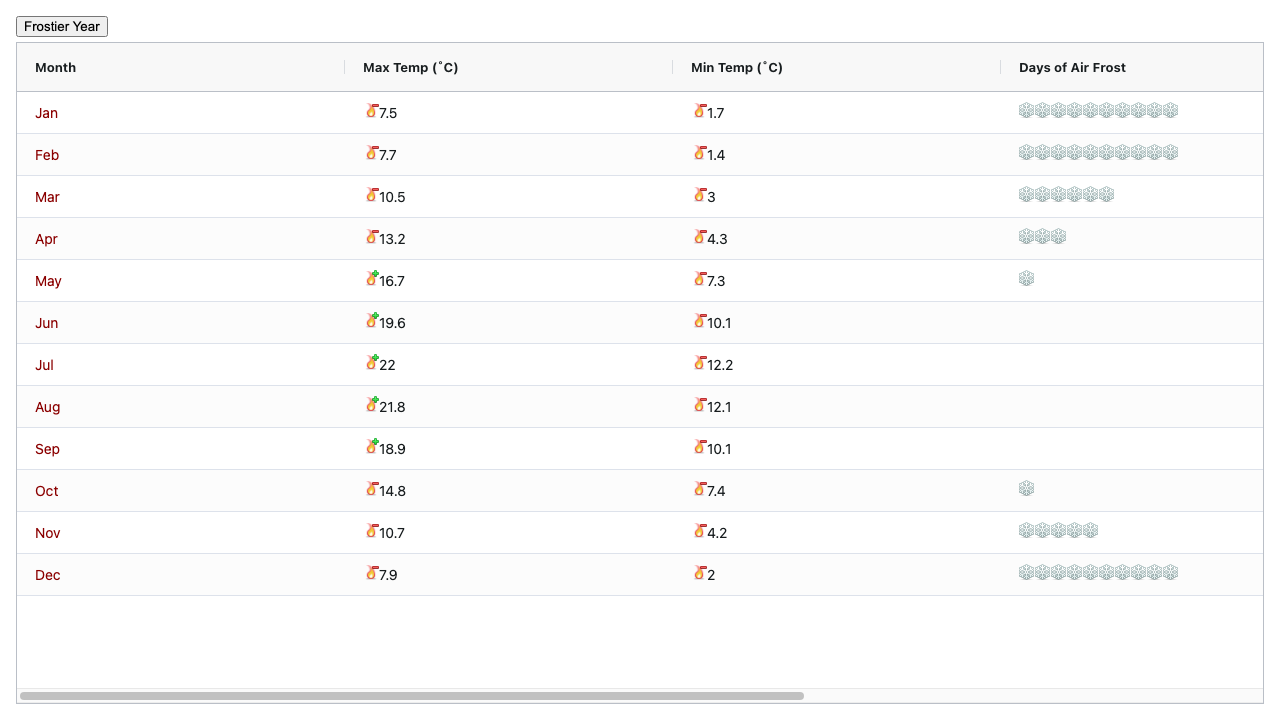 Frostier Year
Month Max Temp (˚C) Min Temp (˚C) Days of Air Frost
Jan 7.5 1.7
Feb 7.7 1.4
Mar 10.5 3
Apr 13.2 4.3
May 16.7 7.3
Jun 19.6 10.1
Jul 22 12.2
Aug 21.8 12.1
Sep 18.9 10.1
Oct 14.8 7.4
Nov 10.7 4.2
Dec 7.9 2